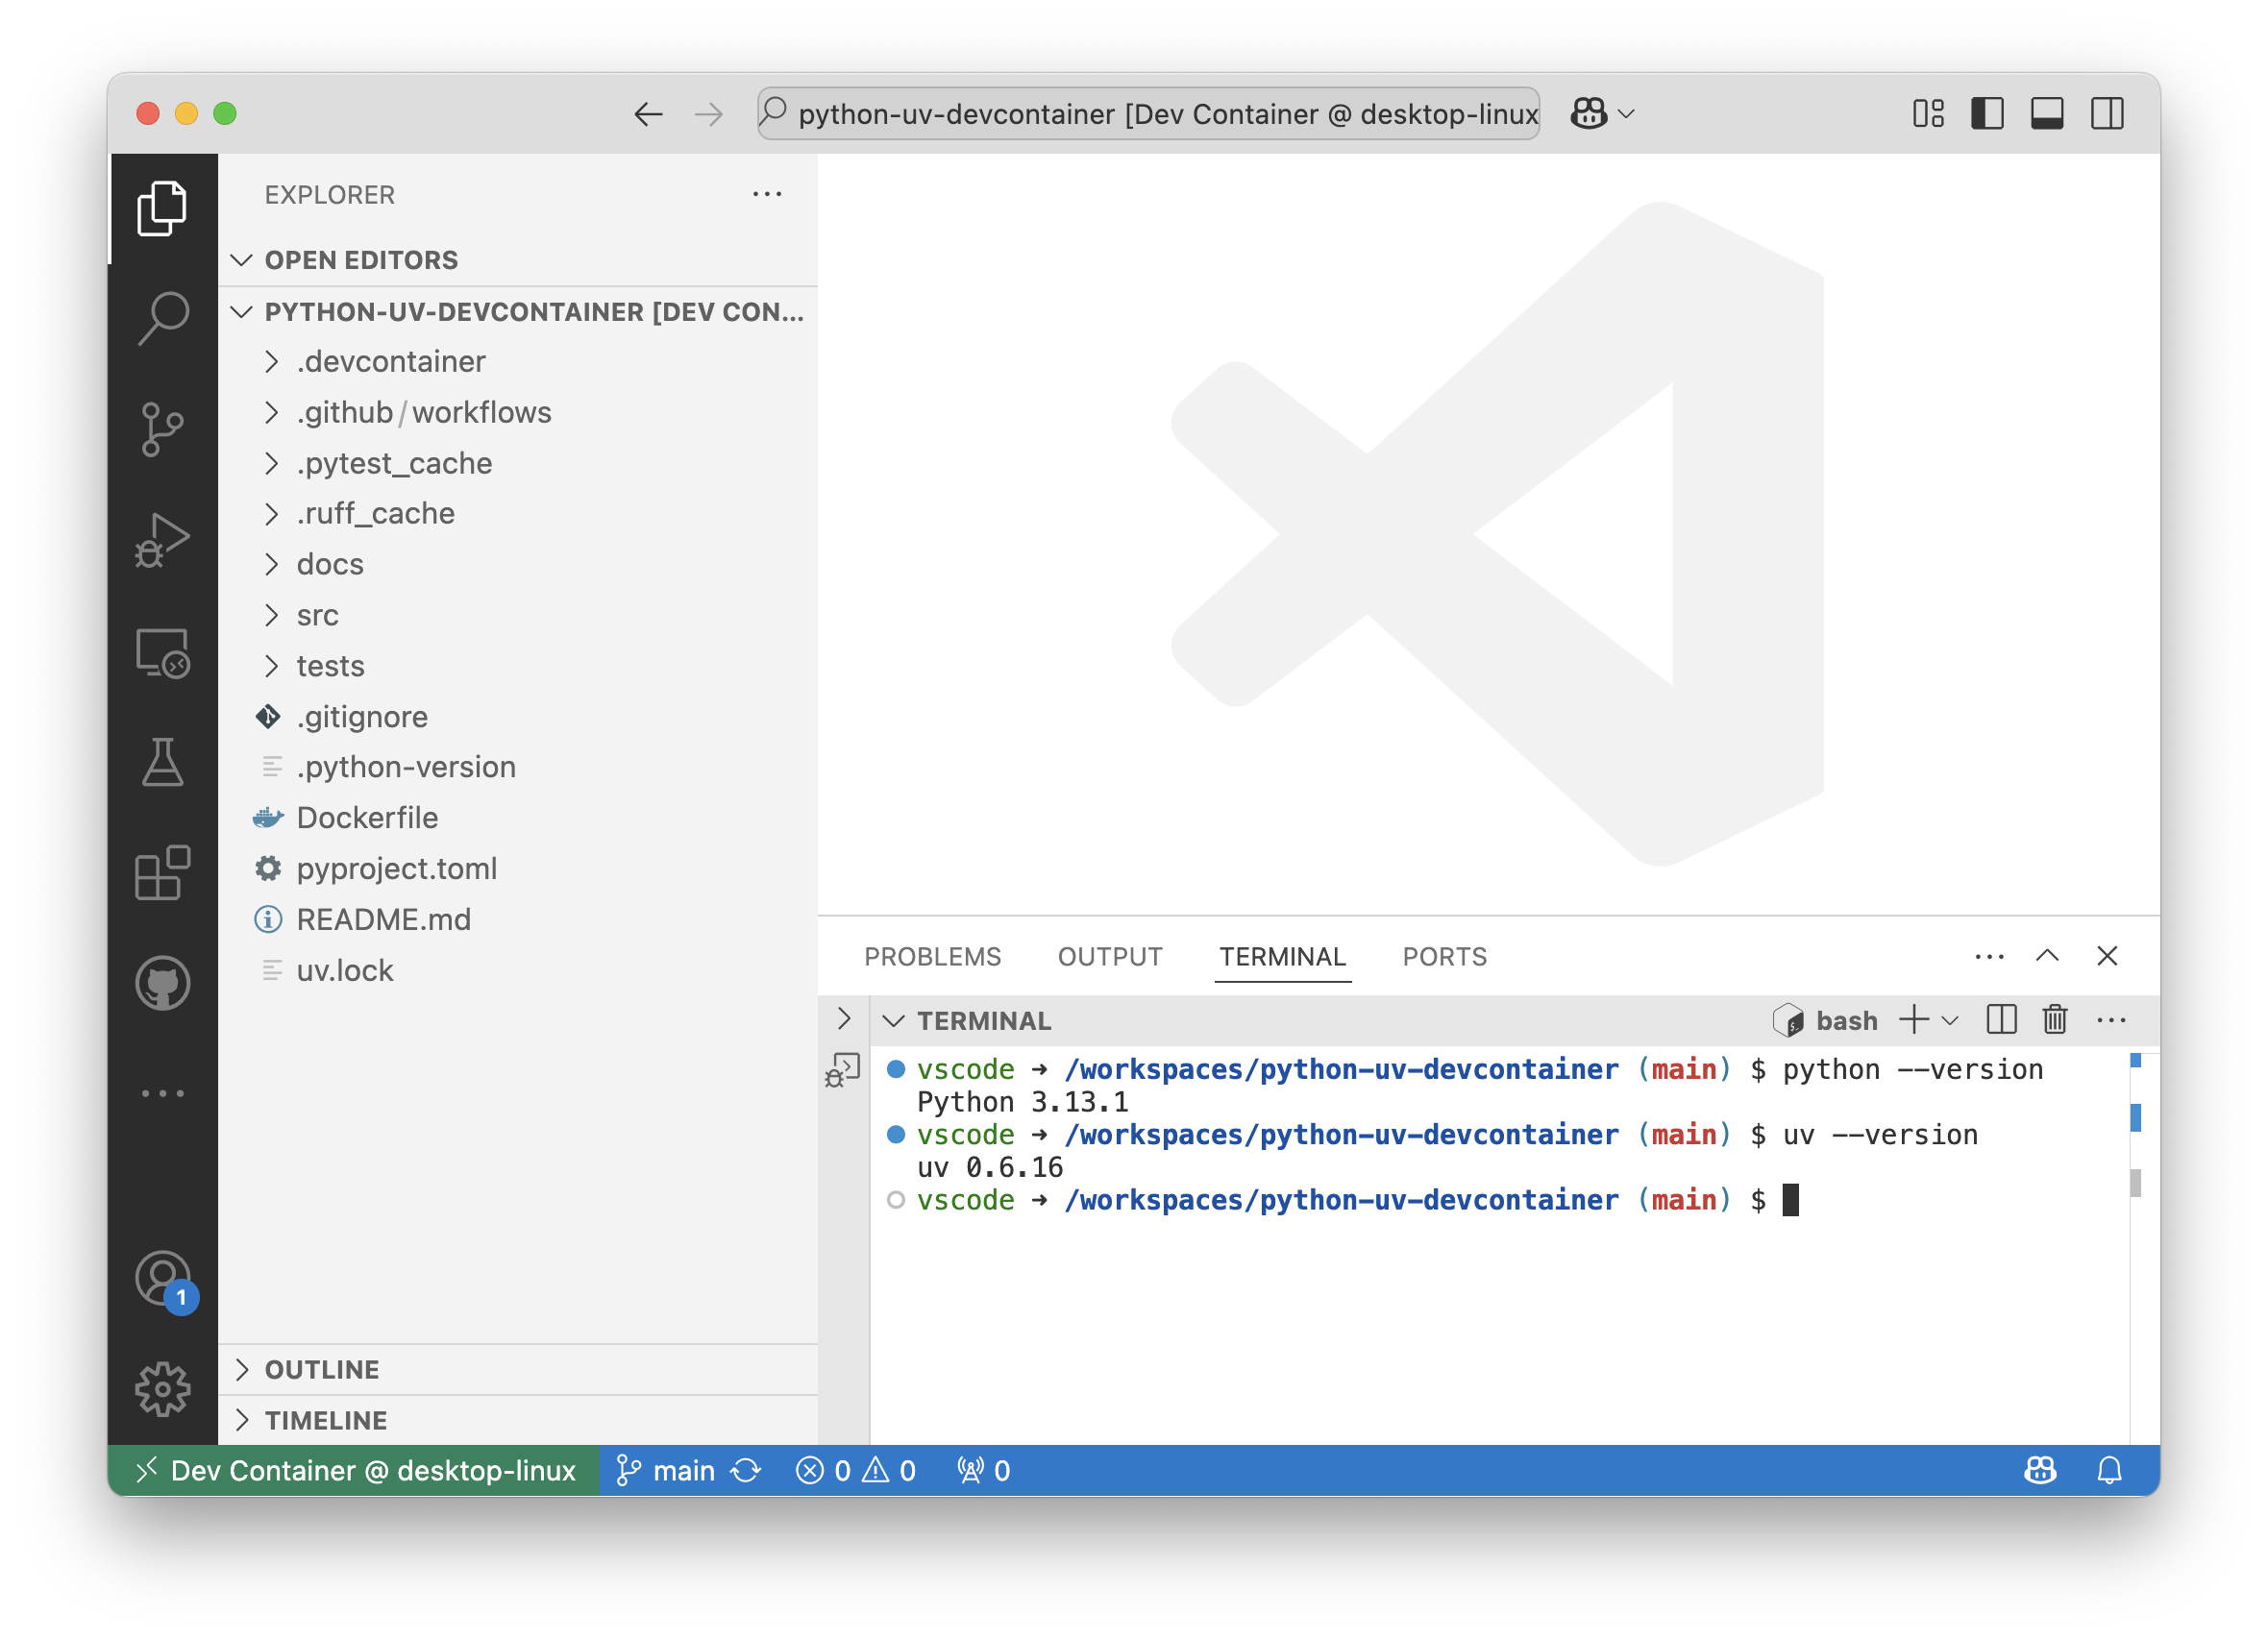 python-uv-devcontainer [Dev Container @ desktop-linux
EXPLORER
OPEN EDITORS
PYTHON-UV-DEVCONTAINER [DEV CON...
.devcontainer
.github/workflows
.pytest_cache
.ruff_cache
docs
src
tests
.gitignore
.python-version
Dockerfile
pyproject.toml
README.md
uv.lock
1
OUTLINE
TIMELINE
PROBLEMS OUTPUT TERMINAL PORTS
TERMINAL bash
vscode ➜ /workspaces/python-uv-devcontainer (main) $ python --version
Python 3.13.1
vscode ➜ /workspaces/python-uv-devcontainer (main) $ uv --version
uv 0.6.16
vscode ➜ /workspaces/python-uv-devcontainer (main) $
Dev Container @ desktop-linux main 0 0 0